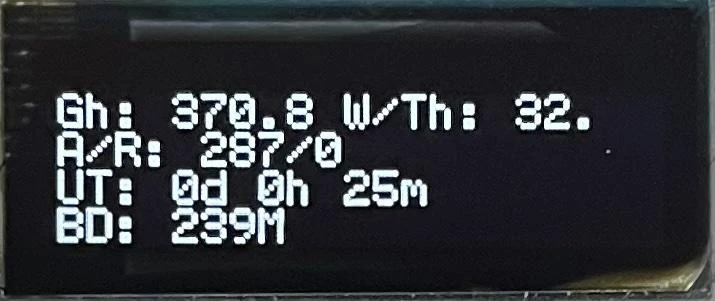 Gh: 370.8 W/Th: 32.
A/R: 287/0
UT: 0d 0h 25m
BD: 239M